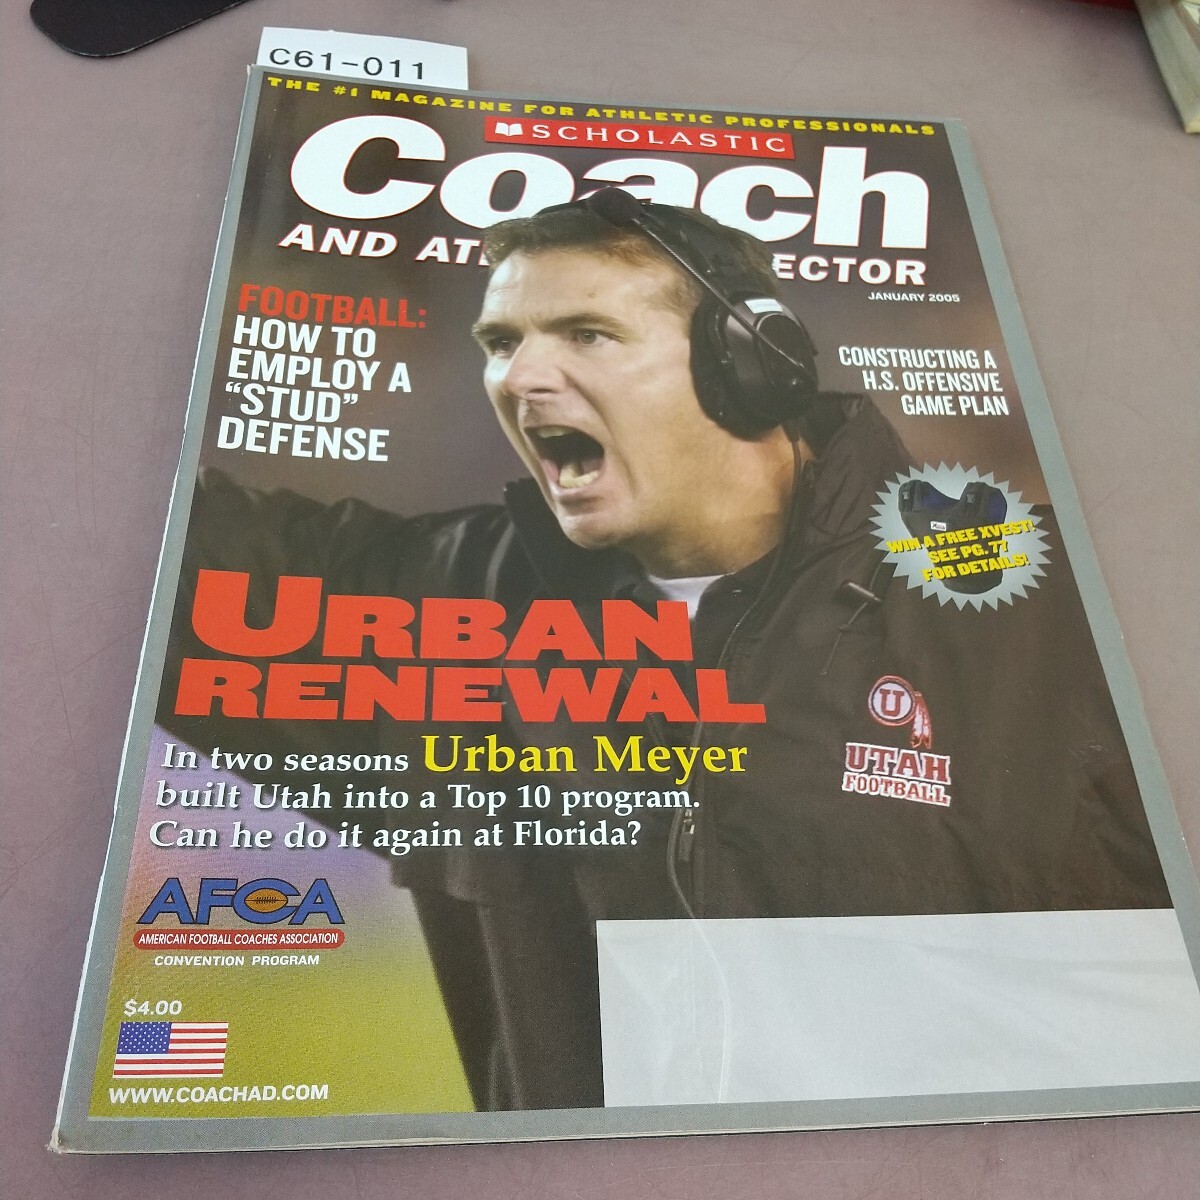 C61-011
THE #1 MAGAZINE FOR ATHLETIC PROFESSIONALS
SCHOLASTIC
Coach
AND AT ECTOR
JANUARY 2005
FOOTBALL:
HOW TO
EMPLOY A
“STUD”
DEFENSE
CONSTRUCTING A
H.S. OFFENSIVE
GAME PLAN
WIN A FREE XVEST!
SEE PG. 77
FOR DETAILS!
URBAN
RENEWAL
In two seasons Urban Meyer
built Utah into a Top 10 program.
Can he do it again at Florida?
U
UTAH
FOOTBALL
AFCA
AMERICAN FOOTBALL COACHES ASSOCIATION
CONVENTION PROGRAM
$4.00
WWW.COACHAD.COM